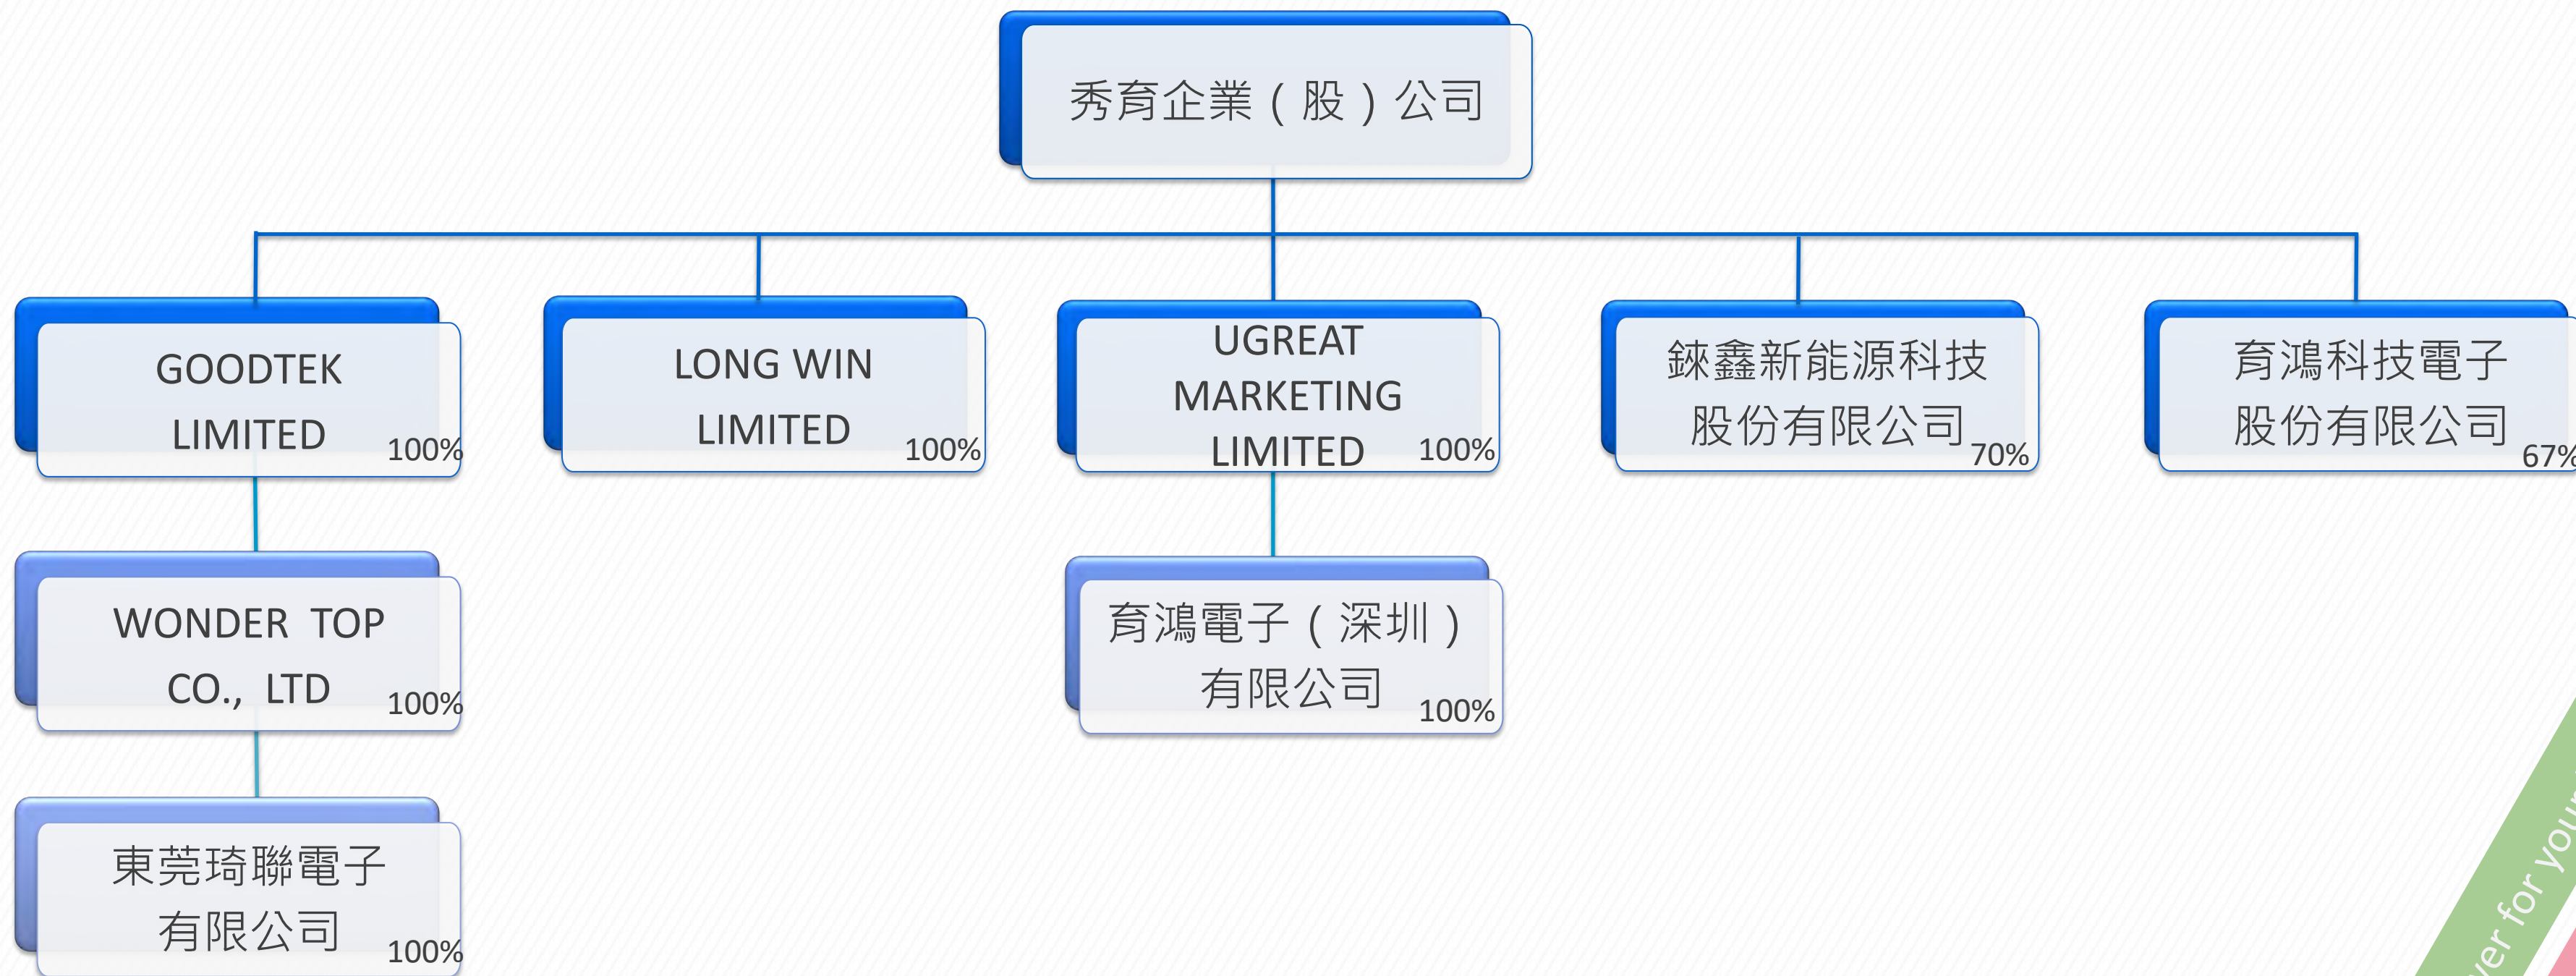 秀育企業（股）公司
GOODTEK
LIMITED
100%
LONG WIN
LIMITED
100%
UGREAT
MARKETING
LIMITED
100%
錸鑫新能源科技
股份有限公司
70%
育鴻科技電子
股份有限公司
67%
WONDER TOP
CO., LTD
100%
育鴻電子（深圳）
有限公司
100%
東莞琦聯電子
有限公司
100%
for your